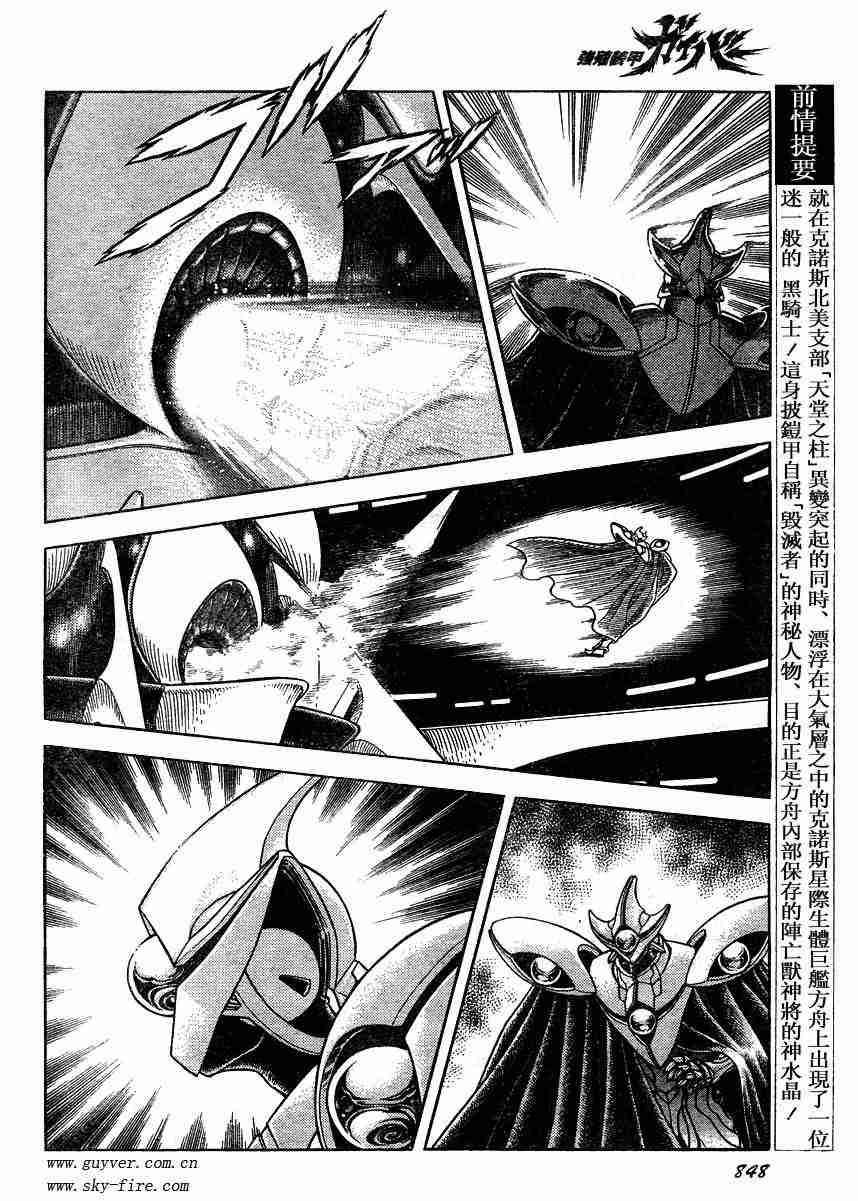 強殖装甲ガイバー
前情提要
就在克諾斯北美支部「天堂之柱」異變突起的同時、漂浮在大氣層之中的克諾斯星際生體巨艦方舟上出現了一位
迷一般的 黑騎士！這身披鎧甲自稱「毀滅者」的神秘人物、目的正是方舟內部保存的陣亡獸神將的神水晶！
www.guyver.com.cn
www.sky-fire.com
848